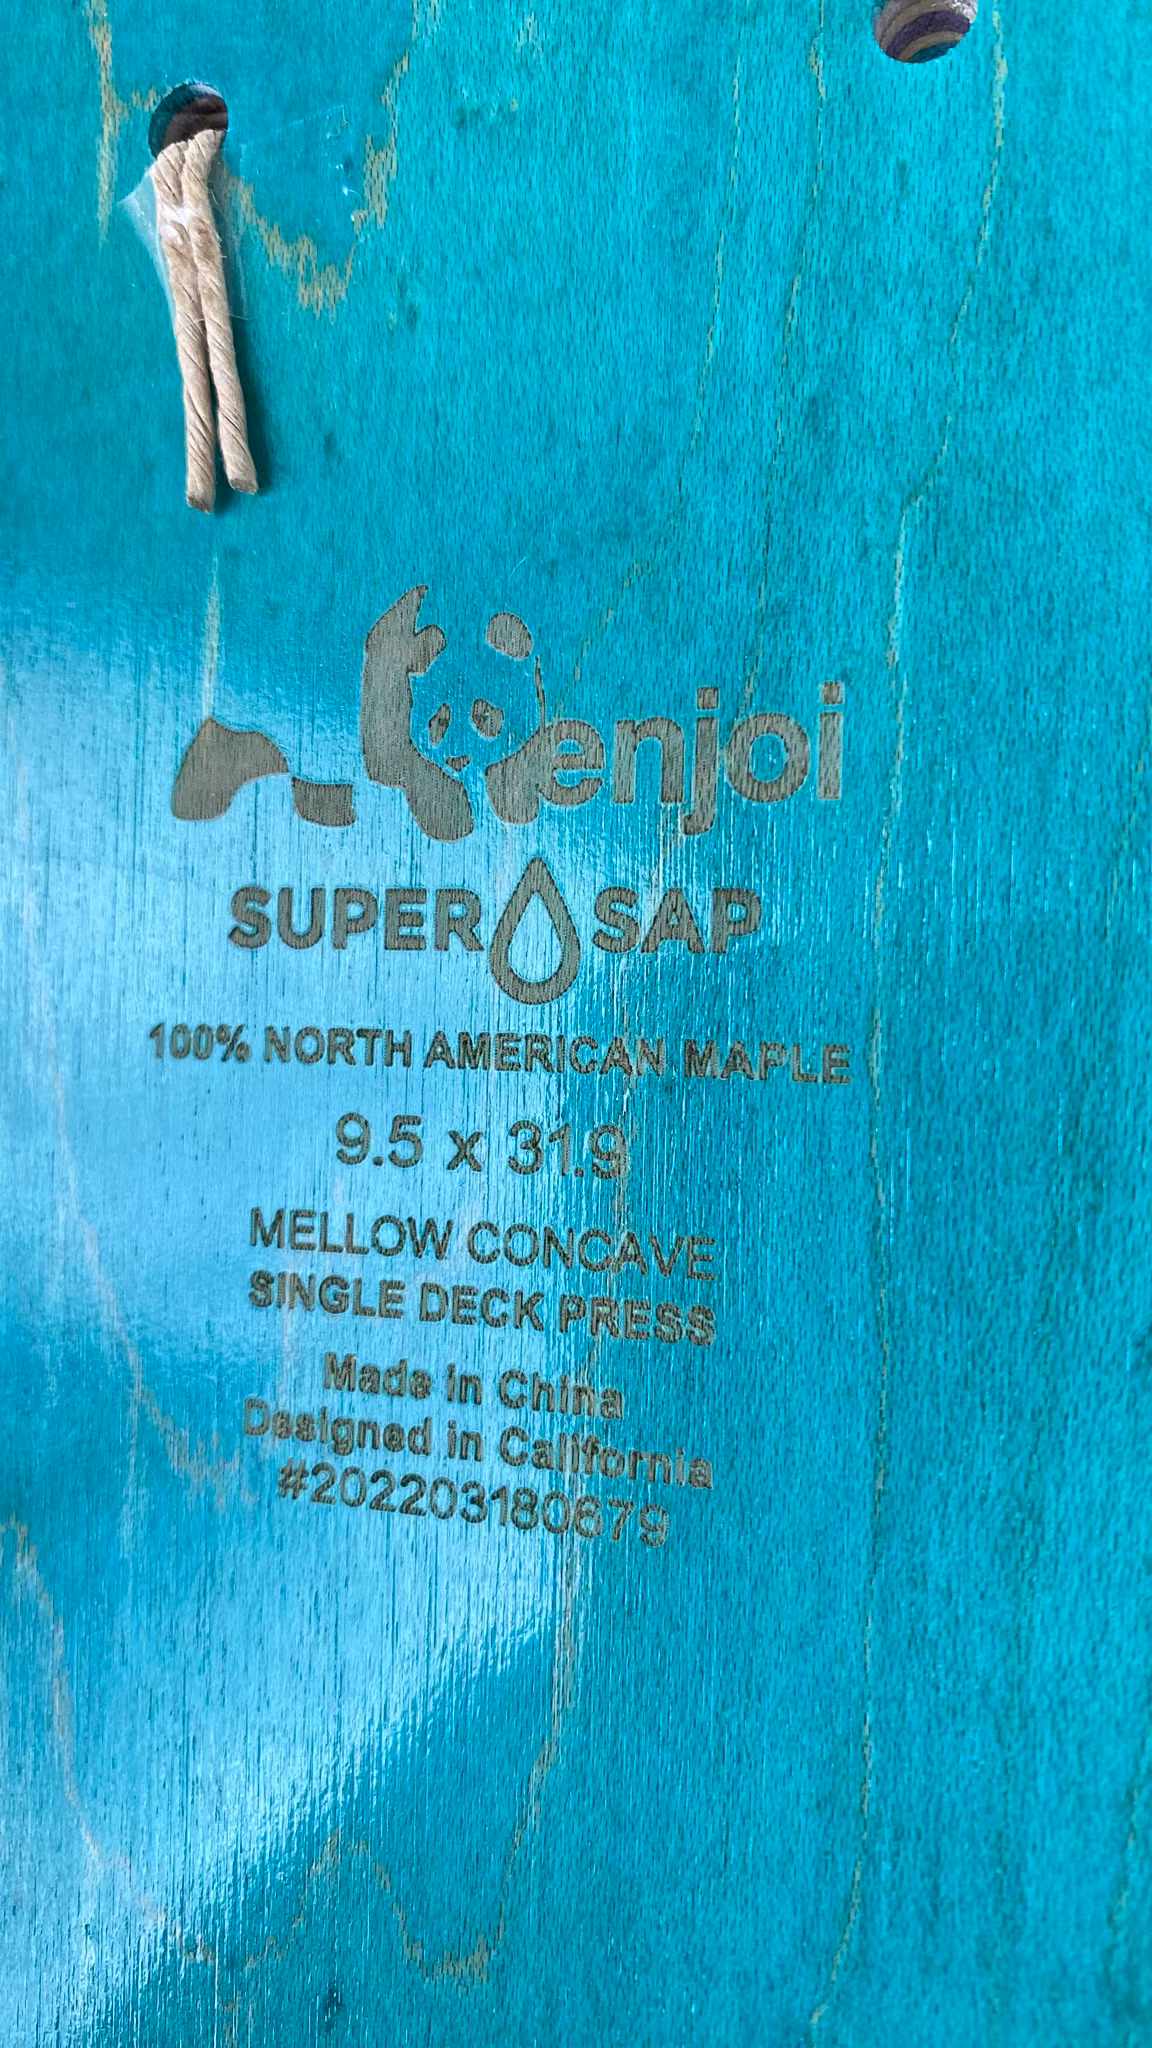 enjoi
SUPER SAP
100% NORTH AMERICAN MAPLE
9.5 x 31.9
MELLOW CONCAVE
SINGLE DECK PRESS
Made in China
Designed in California
#202203180679